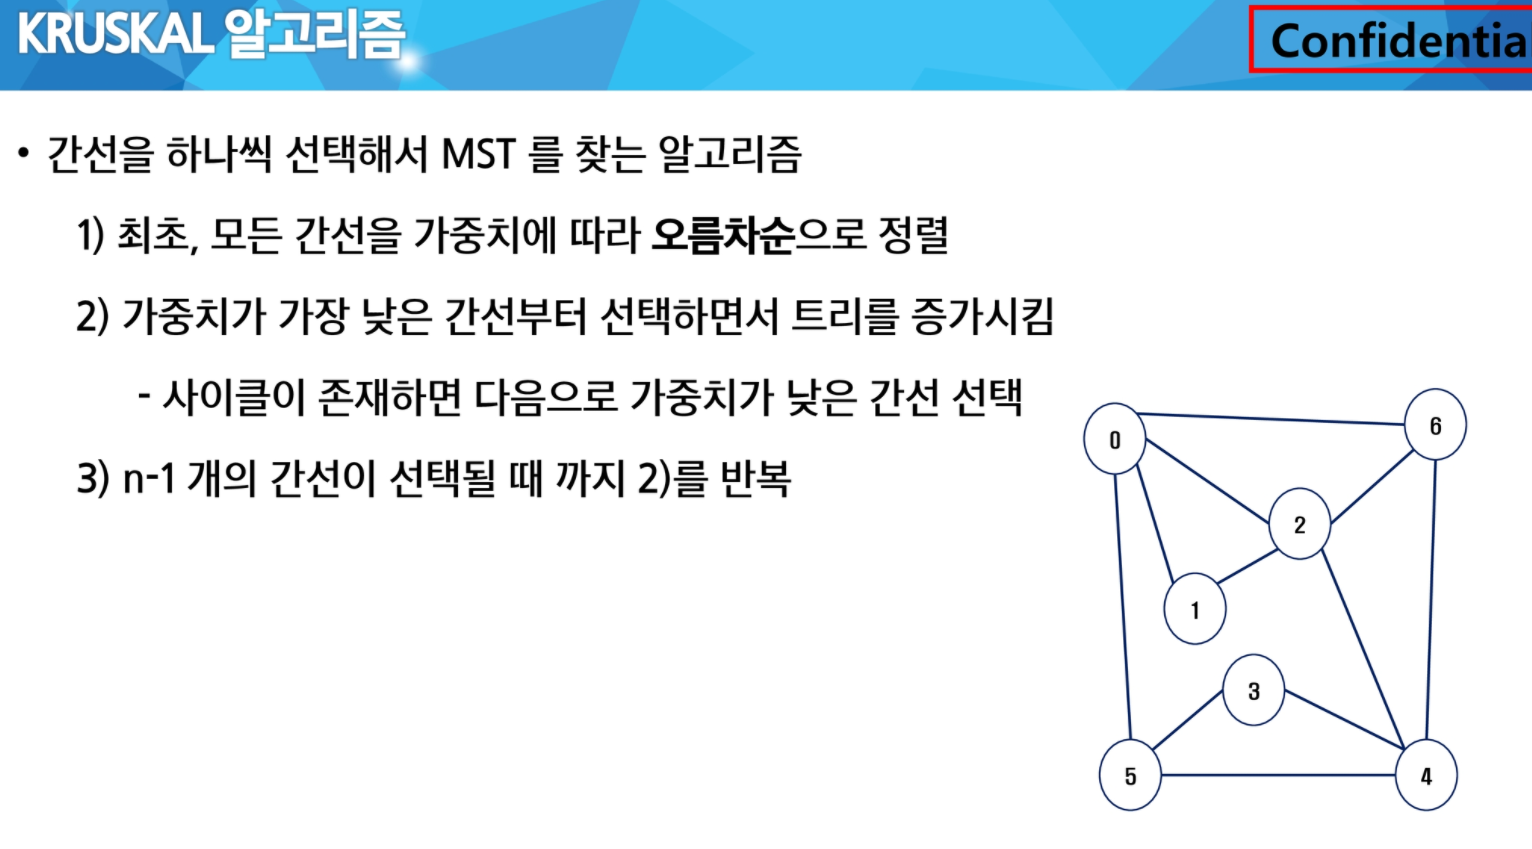 KRUSKAL 알고리즘
Confidentia
• 간선을 하나씩 선택해서 MST 를 찾는 알고리즘
1) 최초, 모든 간선을 가중치에 따라 오름차순으로 정렬
2) 가중치가 가장 낮은 간선부터 선택하면서 트리를 증가시킴
- 사이클이 존재하면 다음으로 가중치가 낮은 간선 선택
3) n-1 개의 간선이 선택될 때 까지 2)를 반복
0
6
2
1
3
5
4